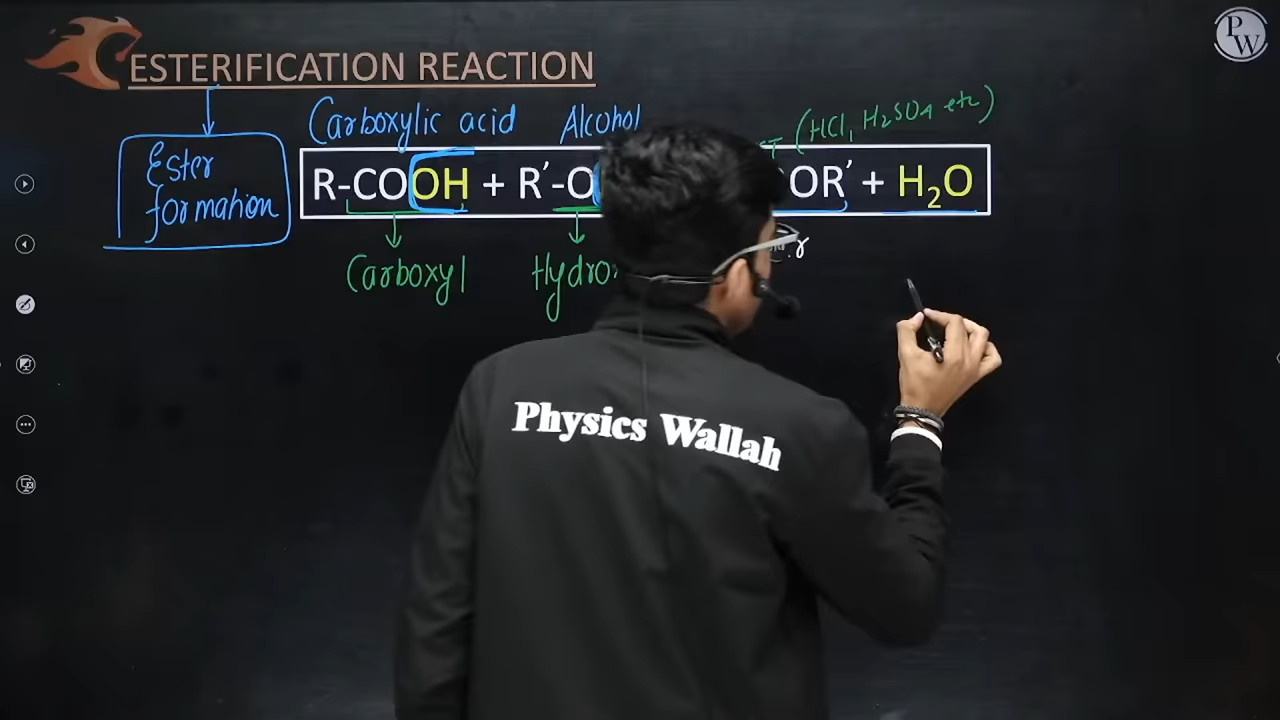 PW
ESTERIFICATION REACTION
Carboxylic acid Alcohol (HCl, H₂SO₄ etc)
Ester
formation
R-COOH + R′-O OR′ + H₂O
Carboxyl
Physics Wallah